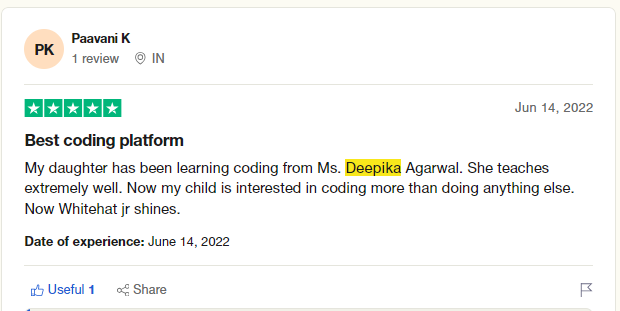 PK
Paavani K
1 review IN
Jun 14, 2022
Best coding platform
My daughter has been learning coding from Ms. Deepika Agarwal. She teaches
extremely well. Now my child is interested in coding more than doing anything else.
Now Whitehat jr shines.
Date of experience: June 14, 2022
Useful 1 Share